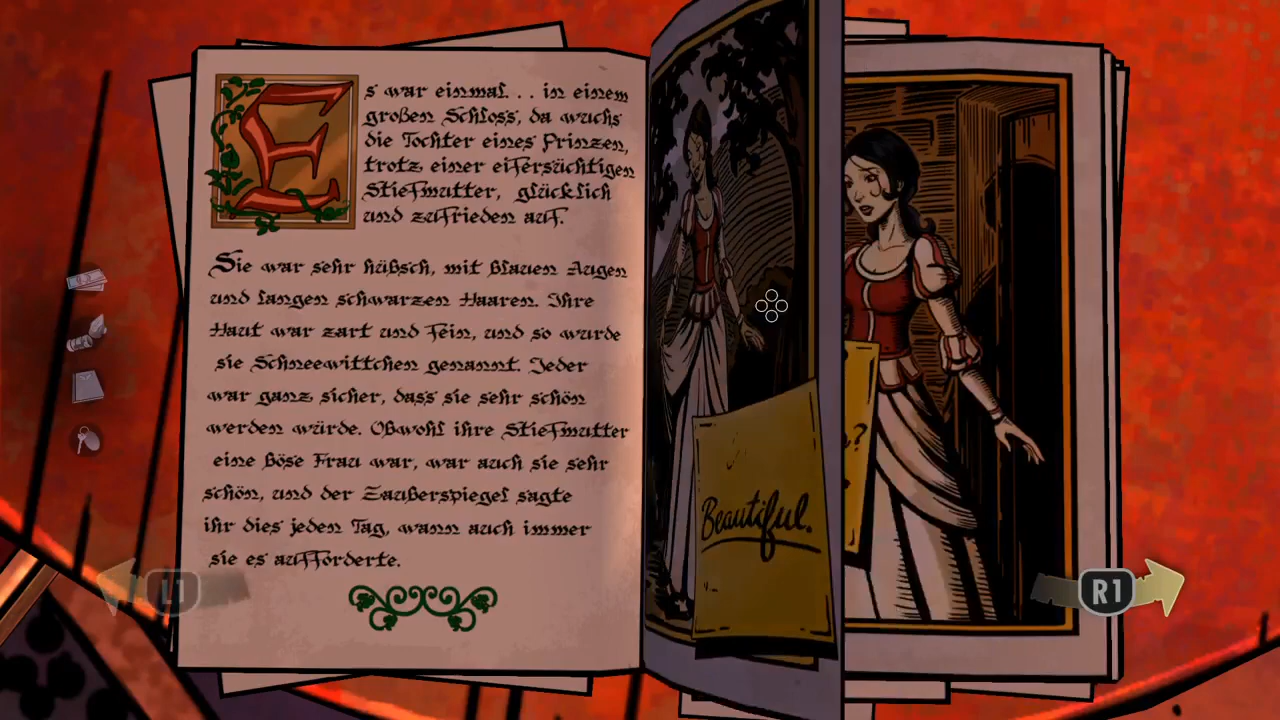 Es war einmal. . . in einem
großen Schloss, da wuchs
die Tochter eines Prinzen,
trotz einer eifersüchtigen
Stiefmutter, glücklich
und zufrieden auf.
Sie war sehr hübsch, mit blauen Augen
und langen schwarzen Haaren. Ihre
Haut war zart und fein, und so wurde
sie Schneewittchen genannt. Jeder
war ganz sicher, dass sie sehr schön
werden würde. Obwohl ihre Stiefmutter
eine böse Frau war, war auch sie sehr
schön, und der Zauberspiegel sagte
ihr dies jeden Tag, wann auch immer
sie es aufforderte.
Beautiful.
L1
R1